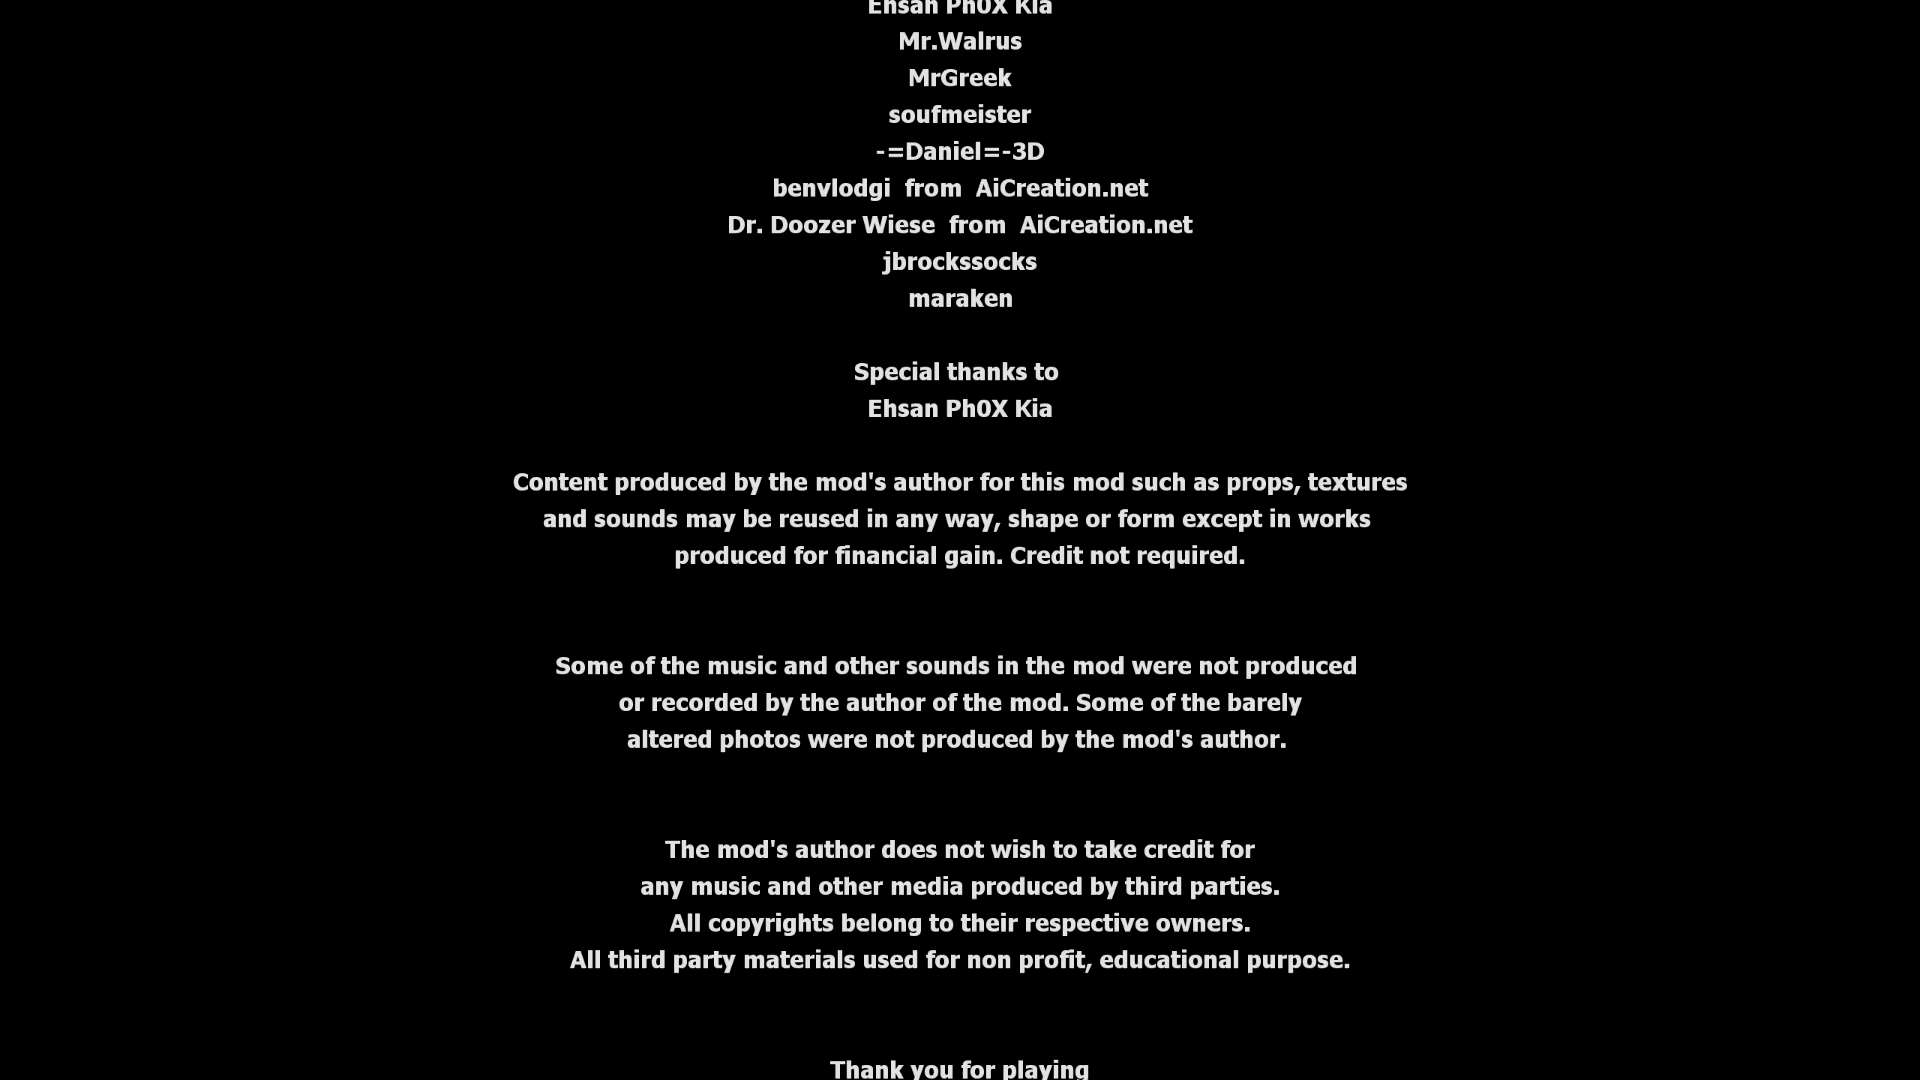 Ehsan Ph0X Kia
Mr.Walrus
MrGreek
soufmeister
-=Daniel=-3D
benvlodgi from AiCreation.net
Dr. Doozer Wiese from AiCreation.net
jbrockssocks
maraken
Special thanks to
Ehsan Ph0X Kia
Content produced by the mod's author for this mod such as props, textures
and sounds may be reused in any way, shape or form except in works
produced for financial gain. Credit not required.
Some of the music and other sounds in the mod were not produced
or recorded by the author of the mod. Some of the barely
altered photos were not produced by the mod's author.
The mod's author does not wish to take credit for
any music and other media produced by third parties.
All copyrights belong to their respective owners.
All third party materials used for non profit, educational purpose.
Thank you for playing